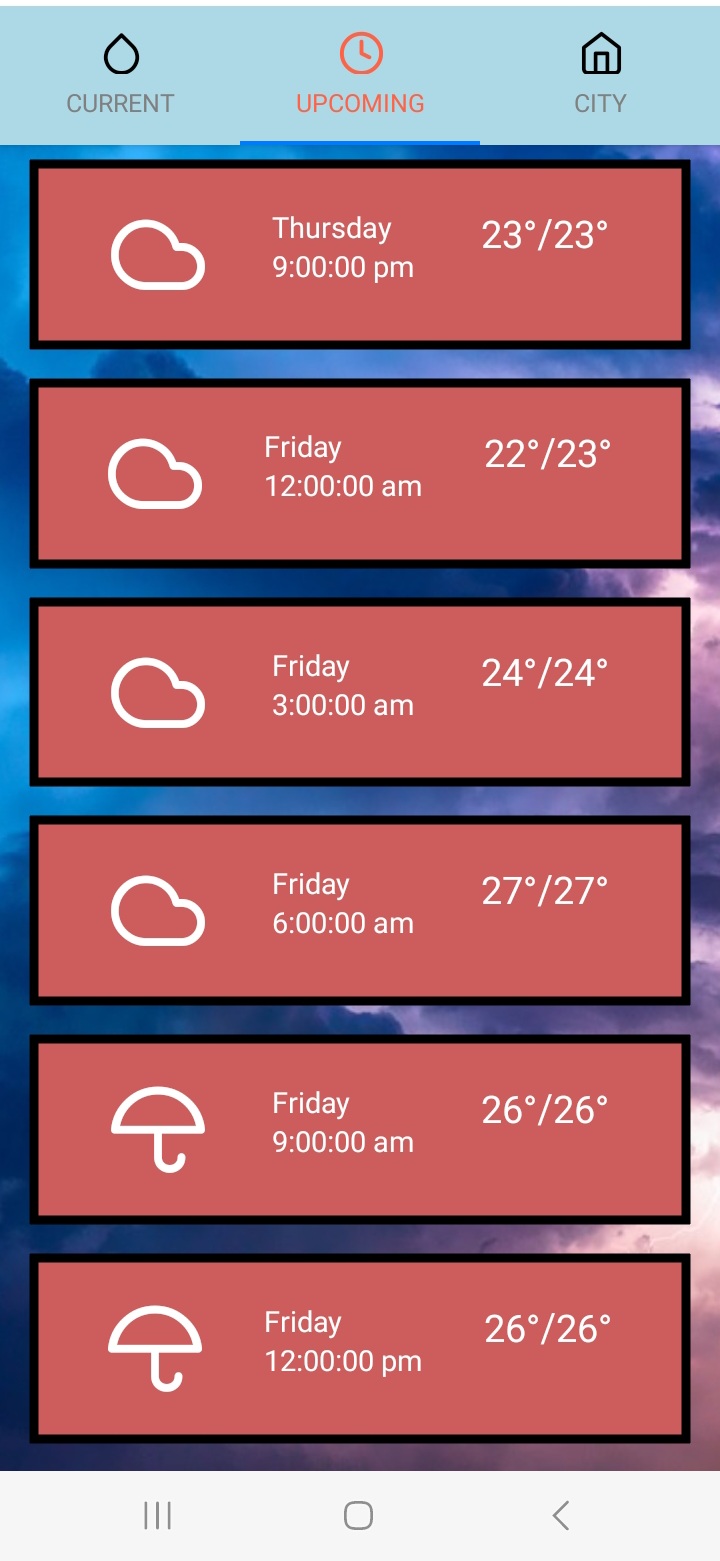 CURRENT
UPCOMING
CITY
Thursday
9:00:00 pm
23°/23°
Friday
12:00:00 am
22°/23°
Friday
3:00:00 am
24°/24°
Friday
6:00:00 am
27°/27°
Friday
9:00:00 am
26°/26°
Friday
12:00:00 pm
26°/26°